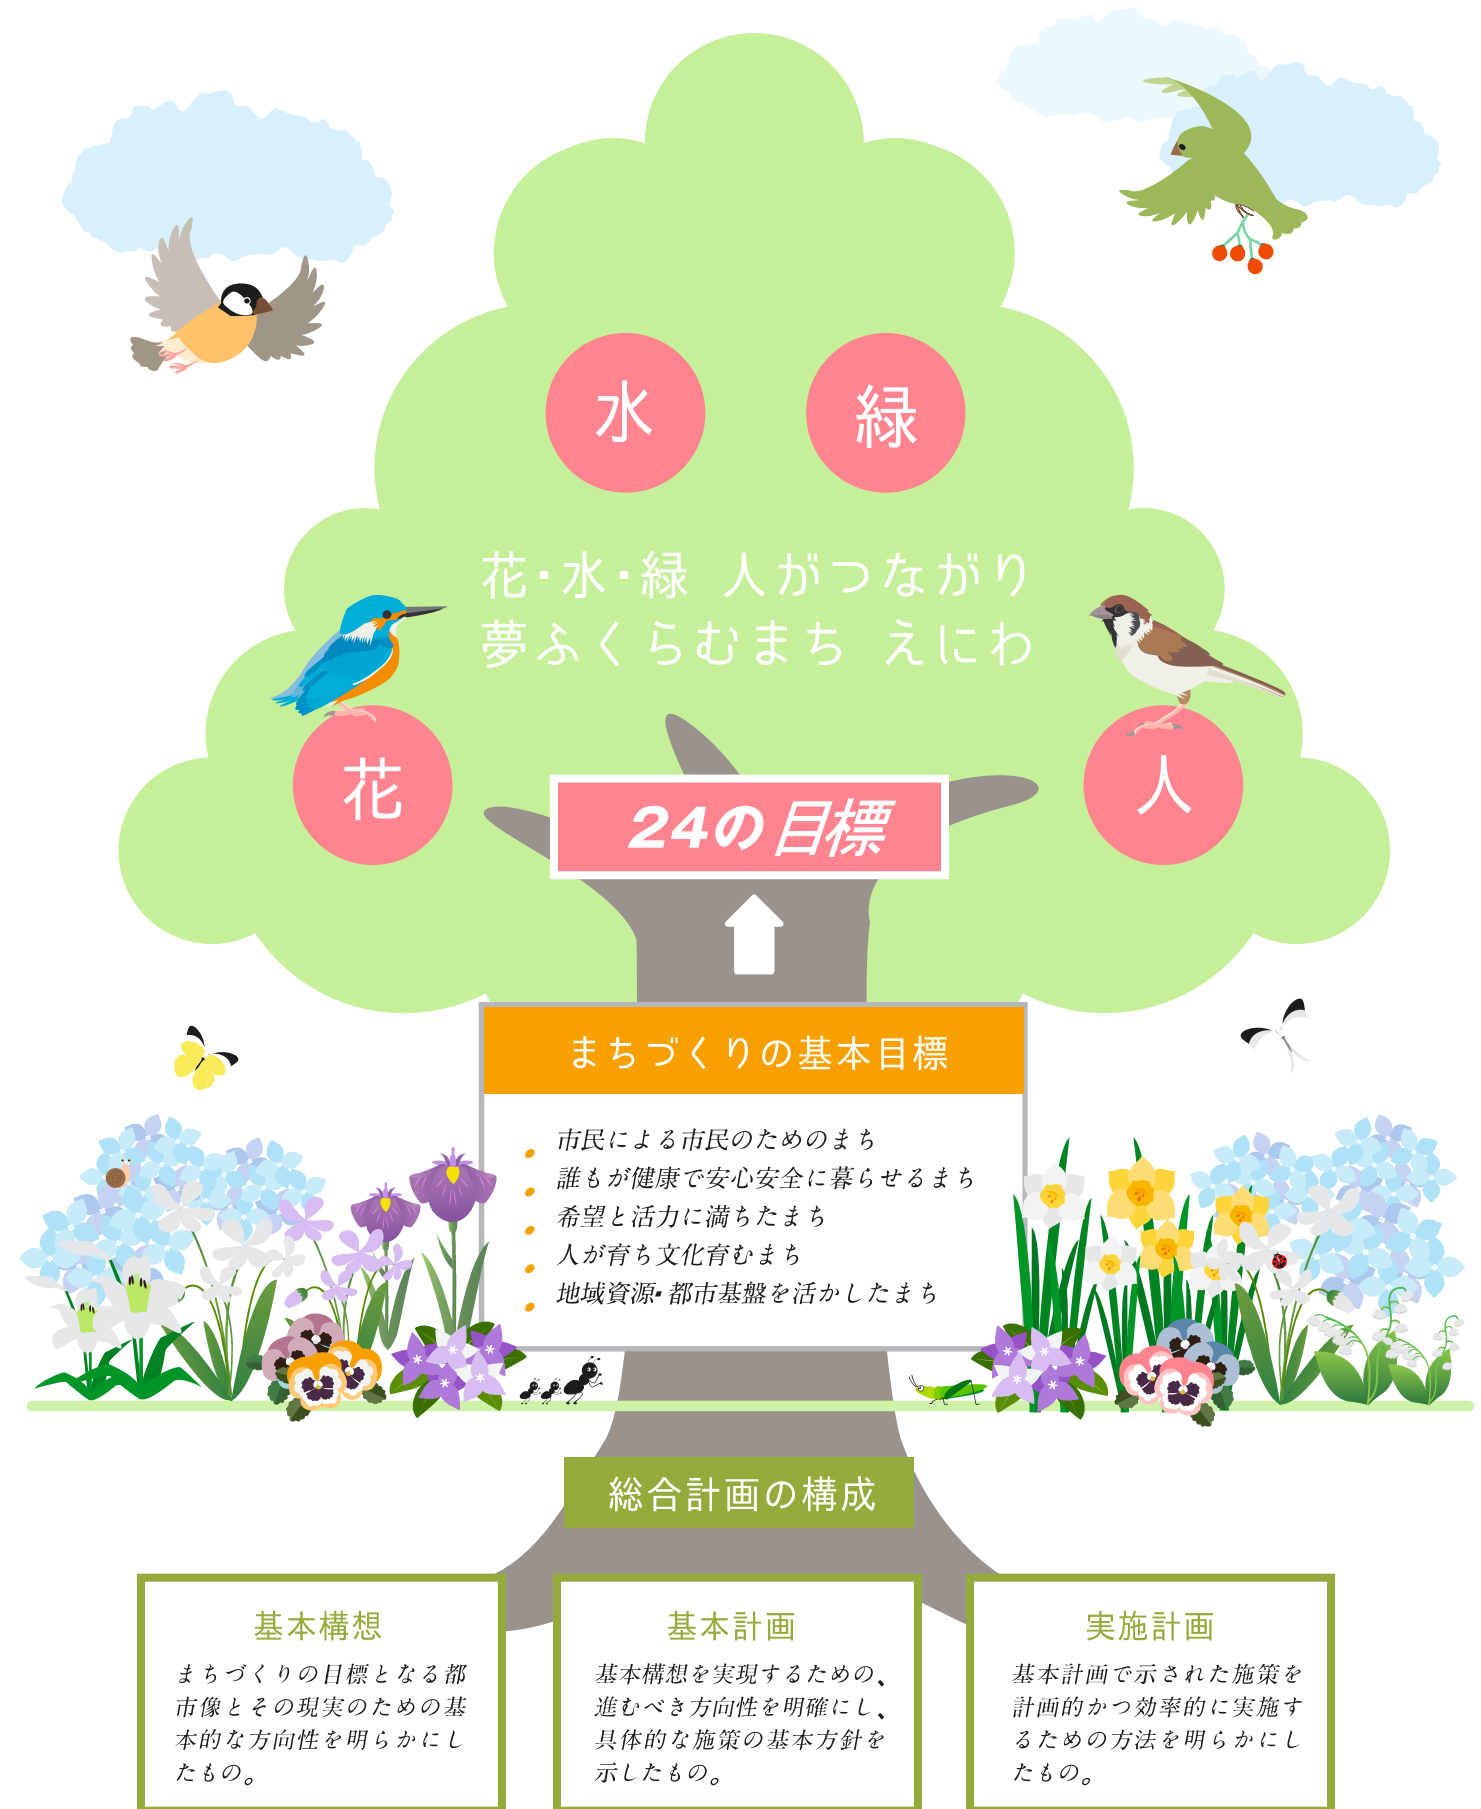 水
緑
花・水・緑 人がつながり
夢ふくらむまち えにわ
花
人
24の目標
まちづくりの基本目標
市民による市民のためのまち
誰もが健康で安心安全に暮らせるまち
希望と活力に満ちたまち
人が育ち文化育むまち
地域資源・都市基盤を活かしたまち
総合計画の構成
基本構想
まちづくりの目標となる都
市像とその現実のための基
本的な方向性を明らかにし
たもの。
基本計画
基本構想を実現するための、
進むべき方向性を明確にし、
具体的な施策の基本方針を
示したもの。
実施計画
基本計画で示された施策を
計画的かつ効率的に実施す
るための方法を明らかにし
たもの。